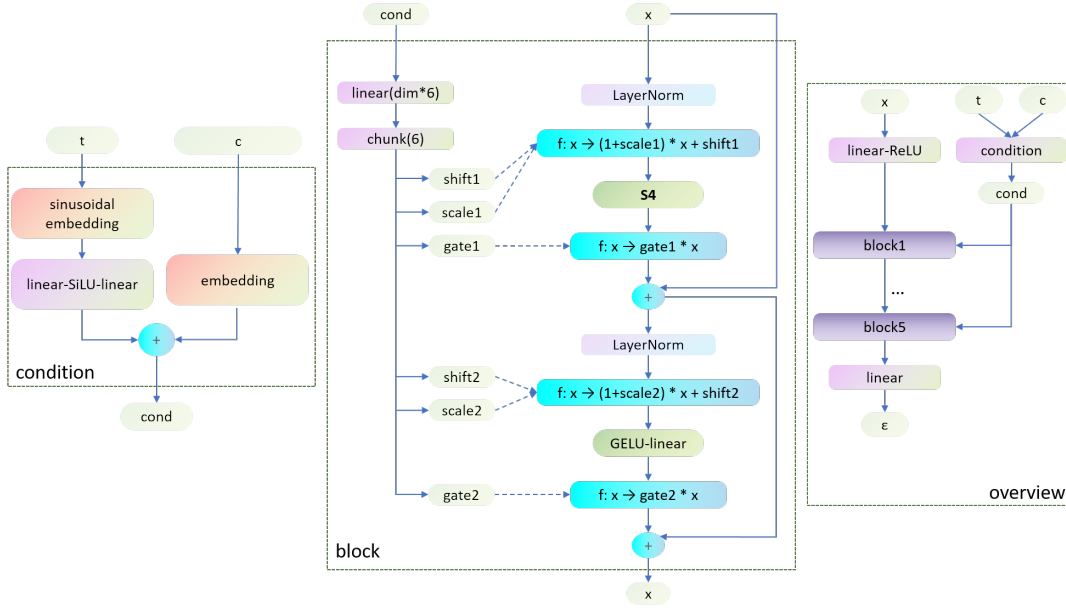 t
c
sinusoidal
embedding
linear-SiLU-linear
embedding
+
condition
cond
cond
x
linear(dim*6)
chunk(6)
LayerNorm
f: x → (1+scale1) * x + shift1
shift1
scale1
S4
gate1
f: x → gate1 * x
+
LayerNorm
shift2
scale2
f: x → (1+scale2) * x + shift2
GELU-linear
gate2
f: x → gate2 * x
+
block
x
x
t
c
linear-ReLU
condition
cond
block1
...
block5
linear
ε
overview